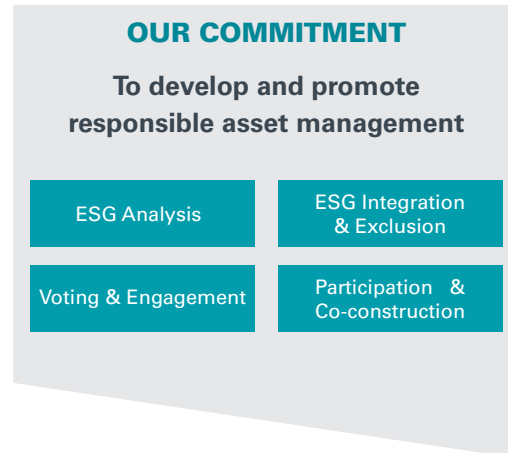 OUR COMMITMENT
To develop and promote
responsible asset management
ESG Analysis
ESG Integration
& Exclusion
Voting & Engagement
Participation &
Co-construction